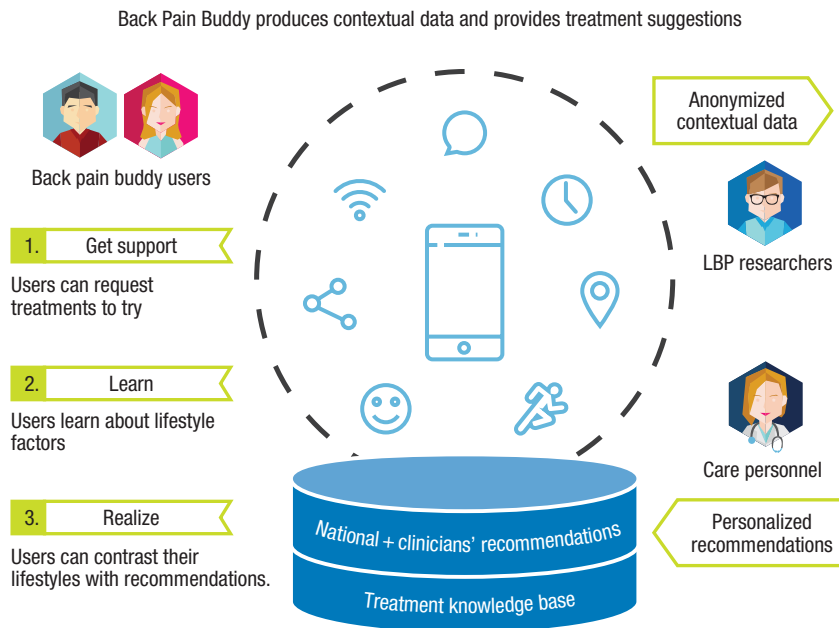 Back Pain Buddy produces contextual data and provides treatment suggestions
Back pain buddy users
1. Get support
Users can request
treatments to try
2. Learn
Users learn about lifestyle
factors
3. Realize
Users can contrast their
lifestyles with recommendations.
Anonymized
contextual data
LBP researchers
Care personnel
Personalized
recommendations
National + clinicians’ recommendations
Treatment knowledge base